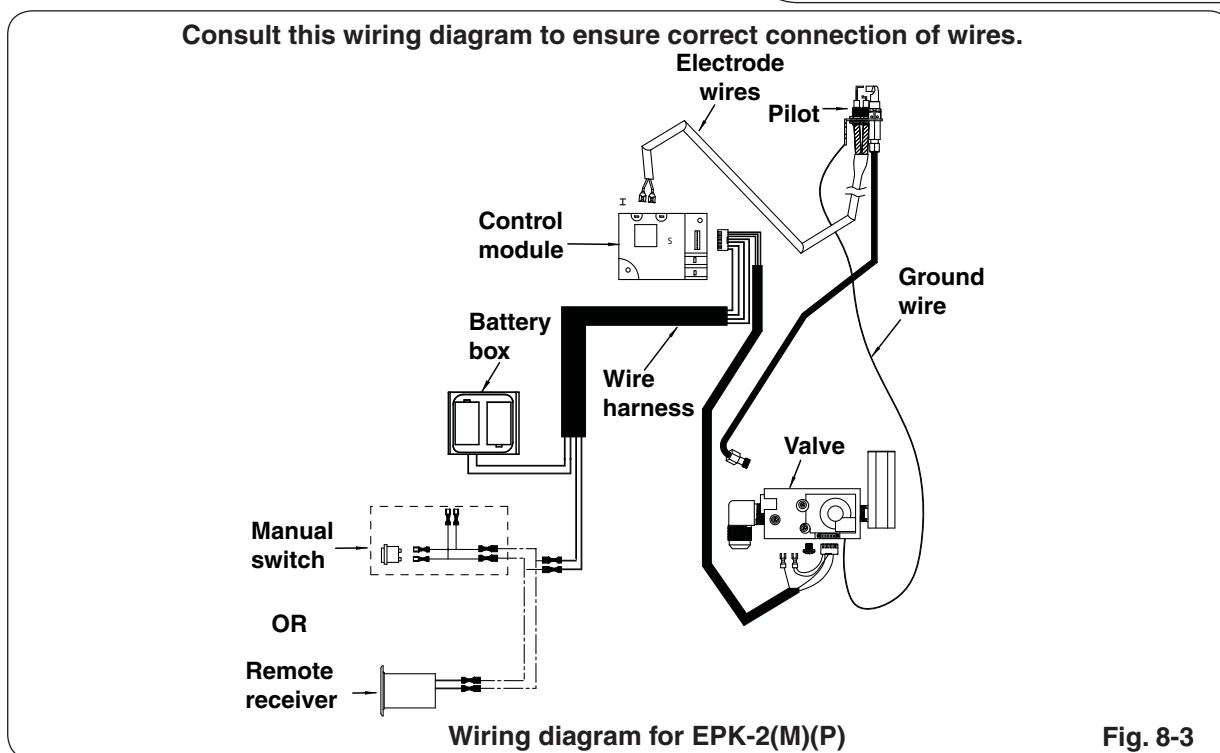 Consult this wiring diagram to ensure correct connection of wires.
Electrode
wires
Pilot
I
Control
module
S
Ground
wire
Battery
box
Wire
harness
Valve
Manual
switch
OR
Remote
receiver
Wiring diagram for EPK-2(M)(P)
Fig. 8-3